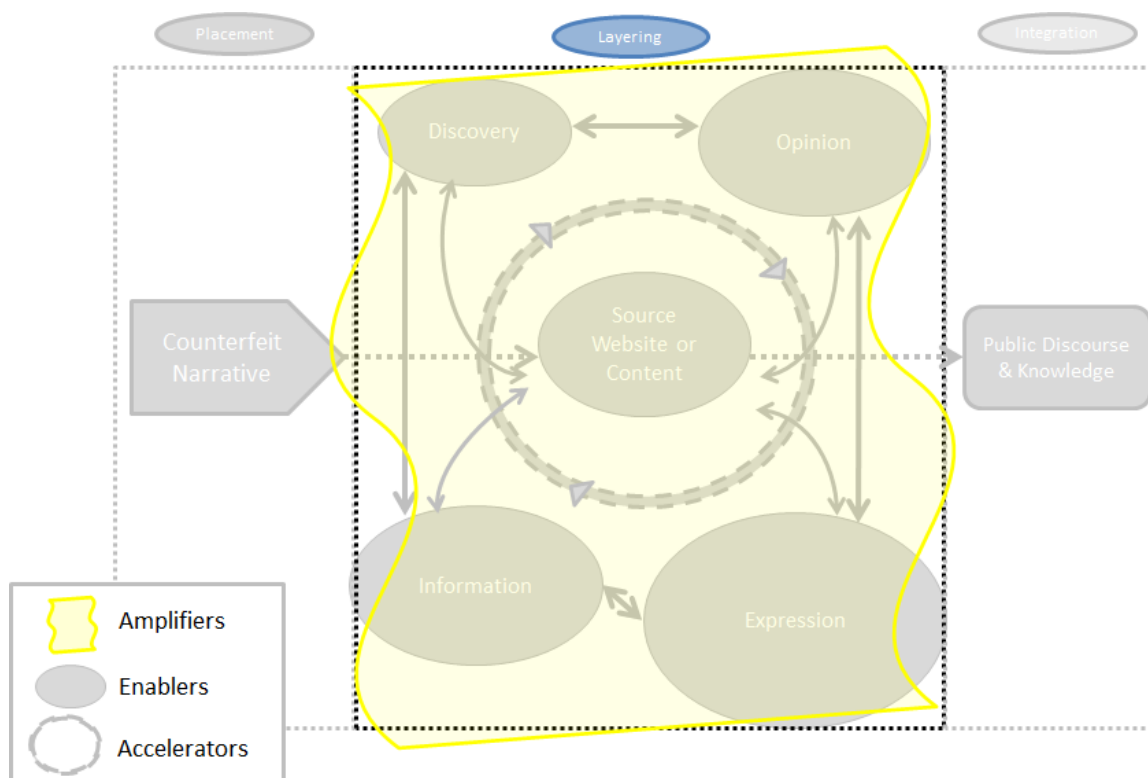 Placement
Layering
Integration
Discovery
Opinion
Source
Website or
Content
Counterfeit
Narrative
Public Discourse
& Knowledge
Information
Expression
Amplifiers
Enablers
Accelerators